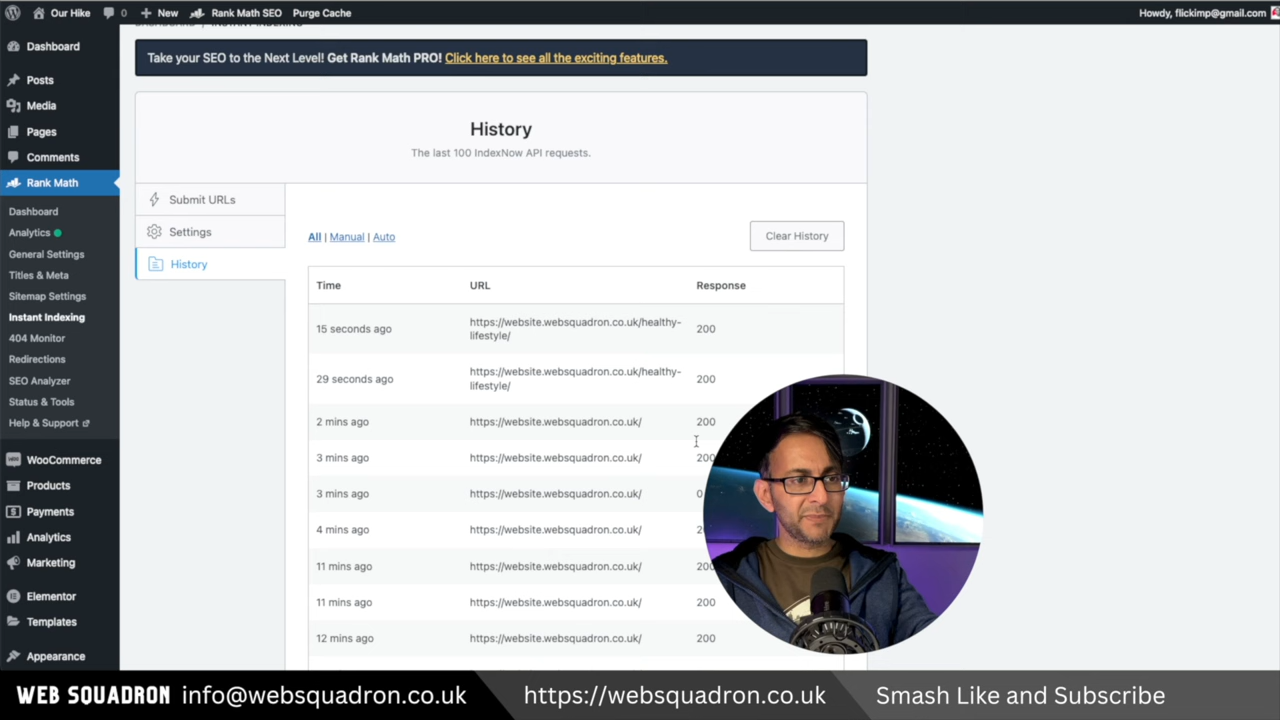 Our Hike 0 New Rank Math SEO Purge Cache Howdy, flickimp@gmail.com
Dashboard
Posts
Media
Pages
Comments
Rank Math
Dashboard
Analytics
General Settings
Titles & Meta
Sitemap Settings
Instant Indexing
404 Monitor
Redirections
SEO Analyzer
Status & Tools
Help & Support
WooCommerce
Products
Payments
Analytics
Marketing
Elementor
Templates
Appearance
Take your SEO to the Next Level! Get Rank Math PRO! Click here to see all the exciting features.
History
The last 100 IndexNow API requests.
Submit URLs
Settings
History
All | Manual | Auto
Clear History
Time URL Response
15 seconds ago https://website.websquadron.co.uk/healthy-
lifestyle/ 200
29 seconds ago https://website.websquadron.co.uk/healthy-
lifestyle/ 200
2 mins ago https://website.websquadron.co.uk/ 200
3 mins ago https://website.websquadron.co.uk/ 200
3 mins ago https://website.websquadron.co.uk/ 0
4 mins ago https://website.websquadron.co.uk/
11 mins ago https://website.websquadron.co.uk/
11 mins ago https://website.websquadron.co.uk/ 200
12 mins ago https://website.websquadron.co.uk/ 200
WEB SQUADRON info@websquadron.co.uk https://websquadron.co.uk Smash Like and Subscribe